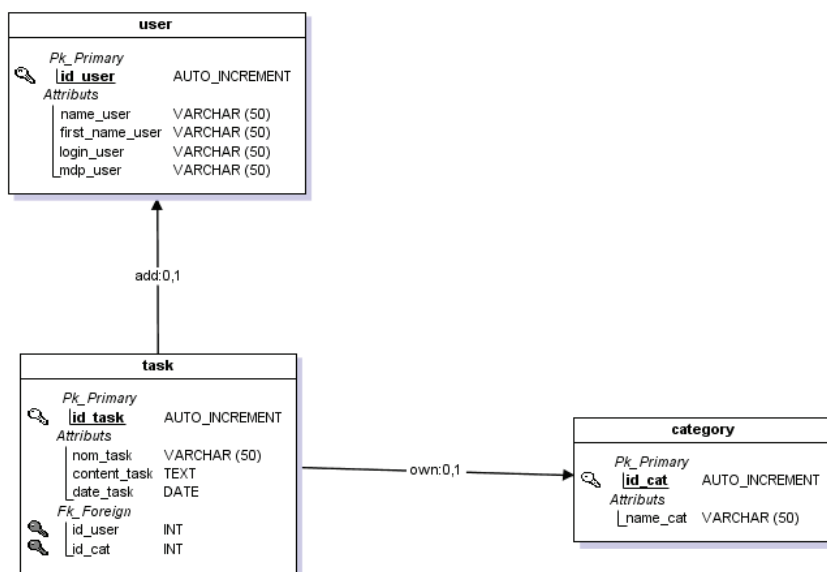 user
Pk_Primary
id_user AUTO_INCREMENT
Attributs
name_user VARCHAR (50)
first_name_user VARCHAR (50)
login_user VARCHAR (50)
mdp_user VARCHAR (50)
add:0,1
task
Pk_Primary
id_task AUTO_INCREMENT
Attributs
nom_task VARCHAR (50)
content_task TEXT
date_task DATE
Fk_Foreign
id_user INT
id_cat INT
own:0,1
category
Pk_Primary
id_cat AUTO_INCREMENT
Attributs
name_cat VARCHAR (50)